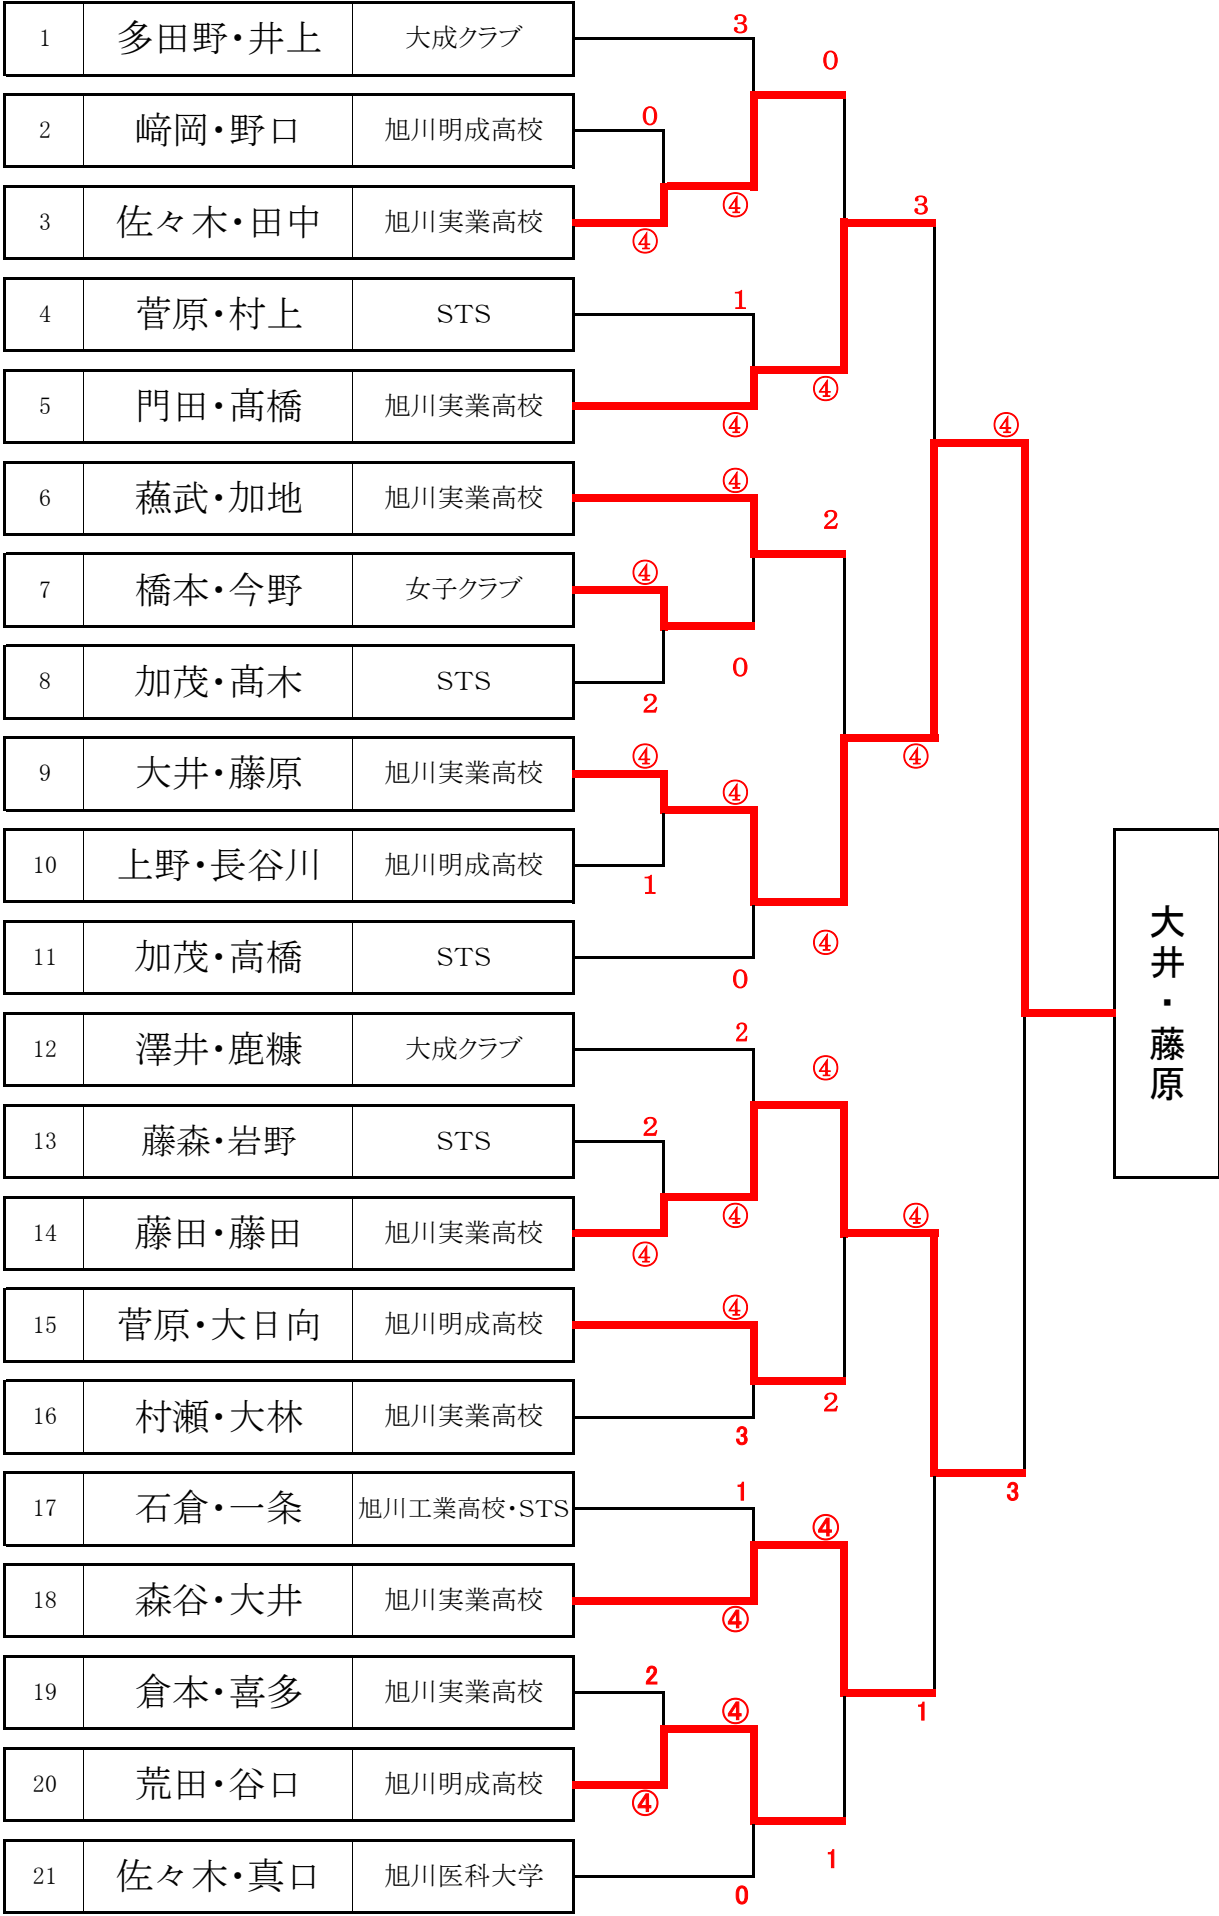 1 多田野・井上 大成クラブ
3
0
2 﨑岡・野口 旭川明成高校
0
3 佐々木・田中 旭川実業高校
④
④
3
4 菅原・村上 STS
1
5 門田・髙橋 旭川実業高校
④
④
④
6 蘓武・加地 旭川実業高校
④
2
7 橋本・今野 女子クラブ
④
8 加茂・髙木 STS
0
2
9 大井・藤原 旭川実業高校
④
④
④
10 上野・長谷川 旭川明成高校
1
11 加茂・高橋 STS
④
0
大井・藤原
12 澤井・鹿糠 大成クラブ
2
④
13 藤森・岩野 STS
2
14 藤田・藤田 旭川実業高校
④
④
④
15 菅原・大日向 旭川明成高校
④
16 村瀬・大林 旭川実業高校
2
3
17 石倉・一条 旭川工業高校・STS
1
3
④
18 森谷・大井 旭川実業高校
④
19 倉本・喜多 旭川実業高校
2
④
1
20 荒田・谷口 旭川明成高校
④
21 佐々木・真口 旭川医科大学
1
0